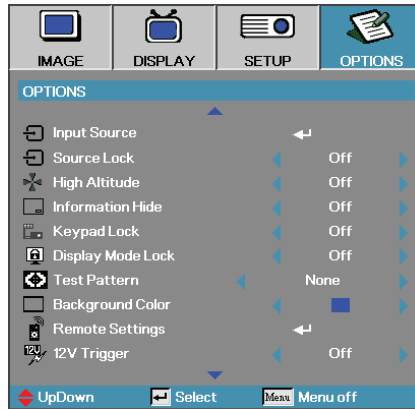 IMAGE DISPLAY SETUP OPTIONS
OPTIONS
Input Source
Source Lock Off
High Altitude Off
Information Hide Off
Keypad Lock Off
Display Mode Lock Off
Test Pattern None
Background Color
Remote Settings
12V 12V Trigger Off
UpDown Select Menu Menu off